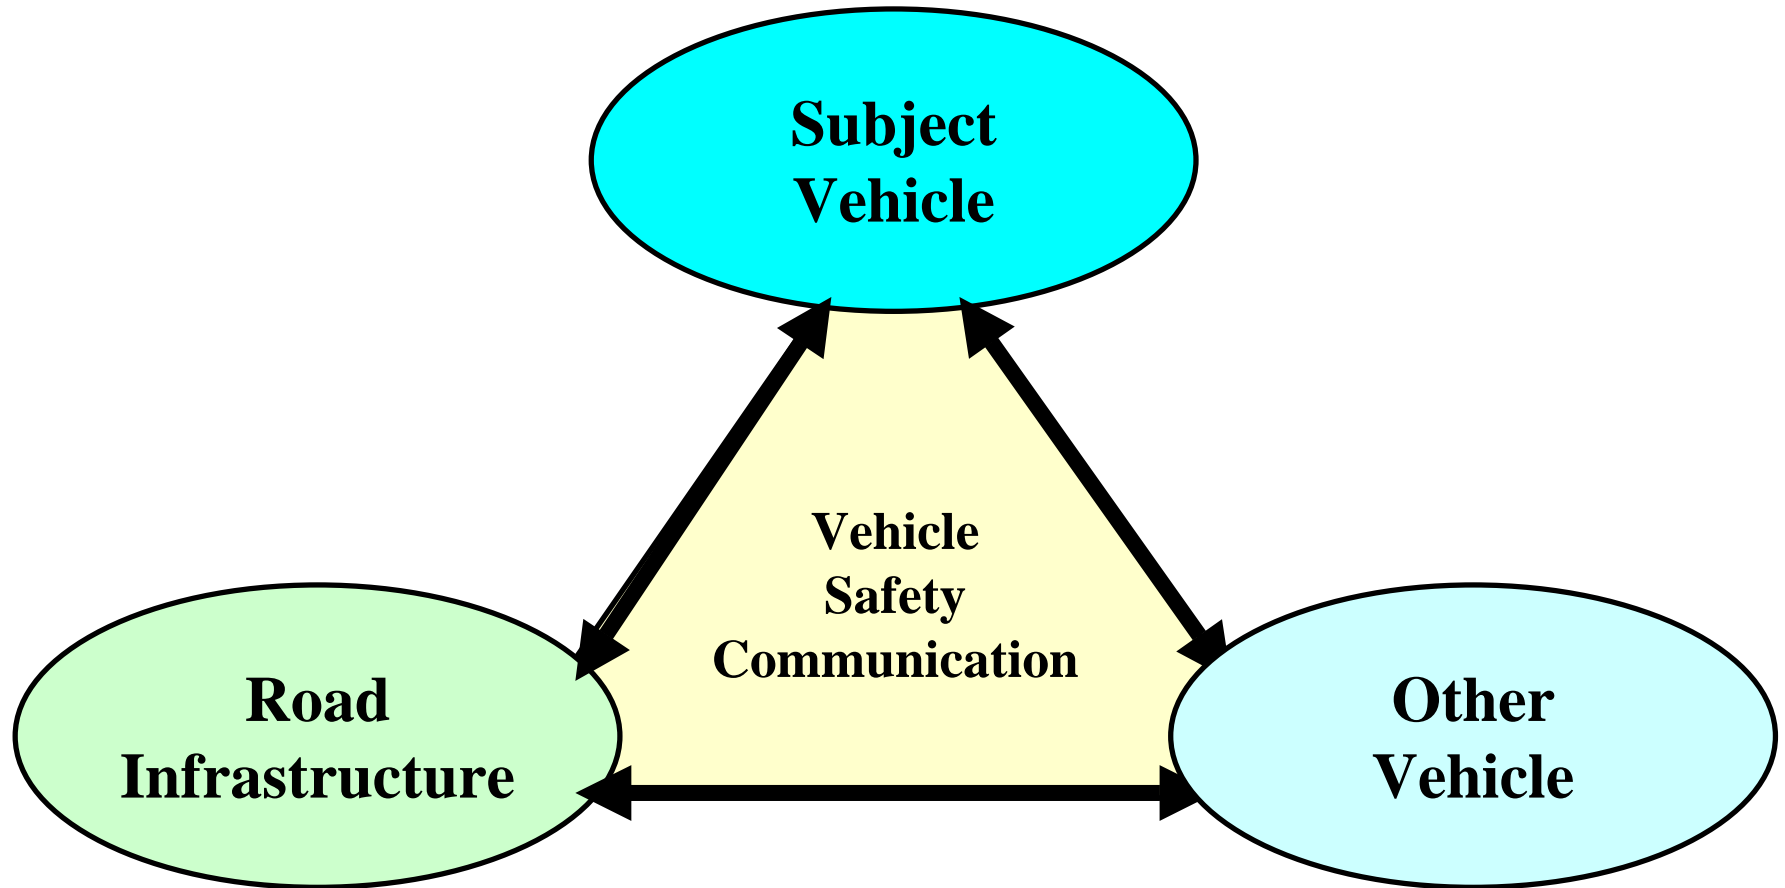 Subject
Vehicle
Vehicle
Safety
Communication
Road
Infrastructure
Other
Vehicle